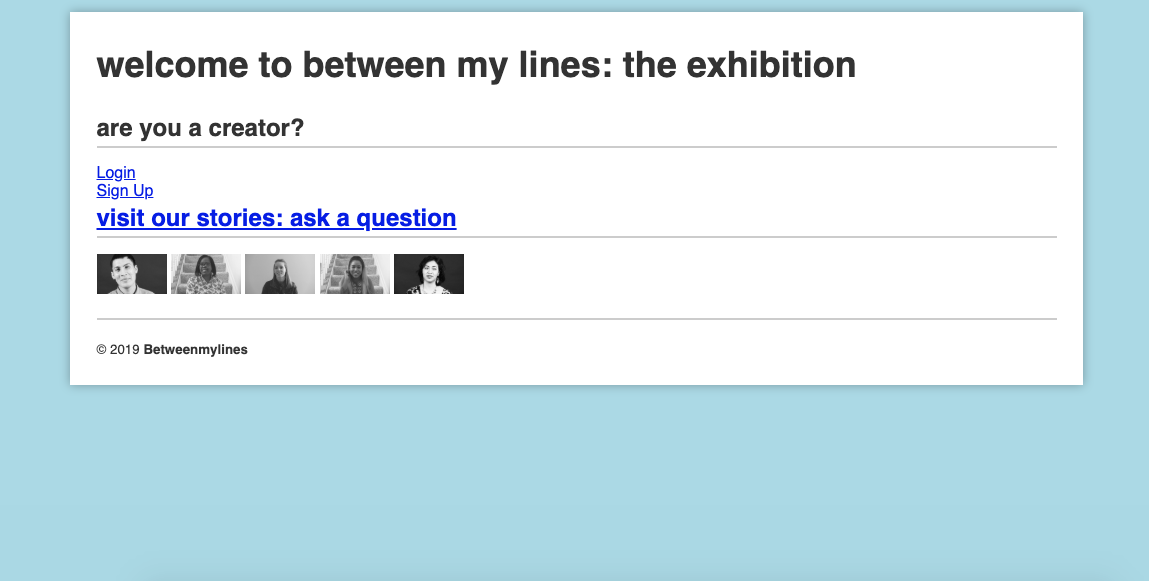 welcome to between my lines: the exhibition
are you a creator?
Login
Sign Up
visit our stories: ask a question
© 2019 Betweenmylines